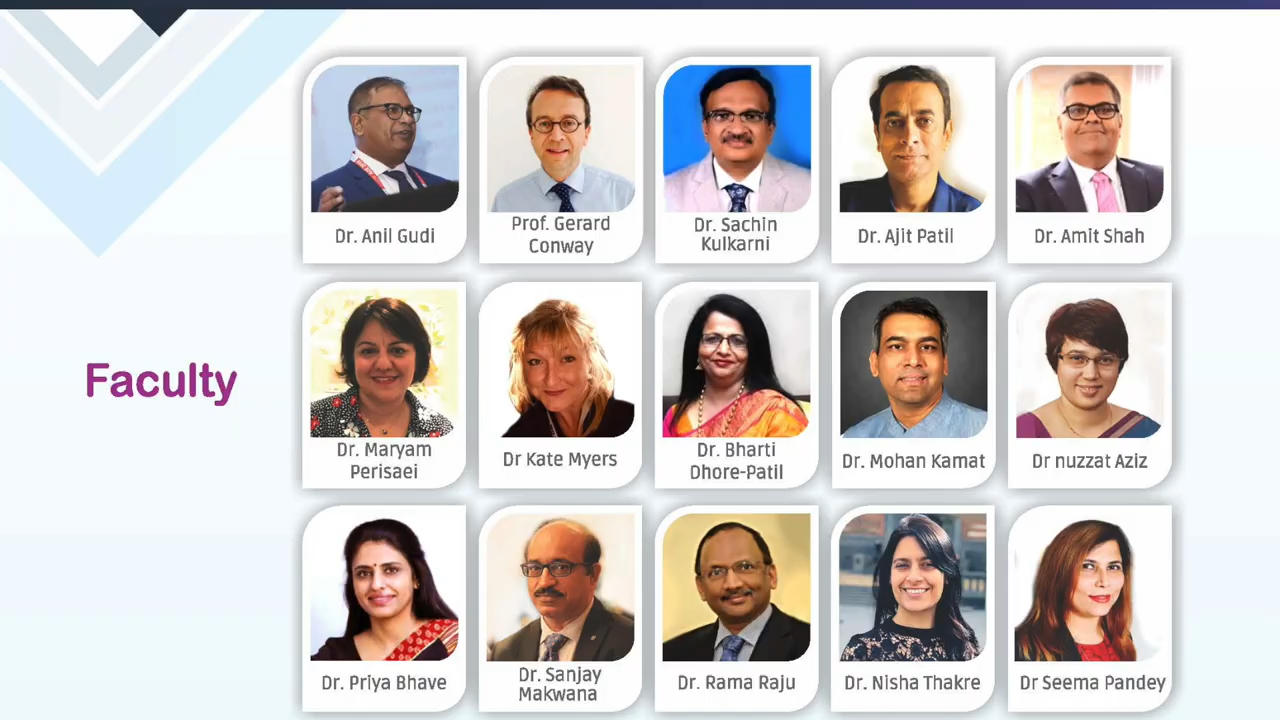 Faculty
Dr. Anil Gudi
Prof. Gerard
Conway
Dr. Sachin
Kulkarni
Dr. Ajit Patil
Dr. Amit Shah
Dr. Maryam
Perisaei
Dr Kate Myers
Dr. Bharti
Dhore-Patil
Dr. Mohan Kamat
Dr nuzzat Aziz
Dr. Priya Bhave
Dr. Sanjay
Makwana
Dr. Rama Raju
Dr. Nisha Thakre
Dr Seema Pandey